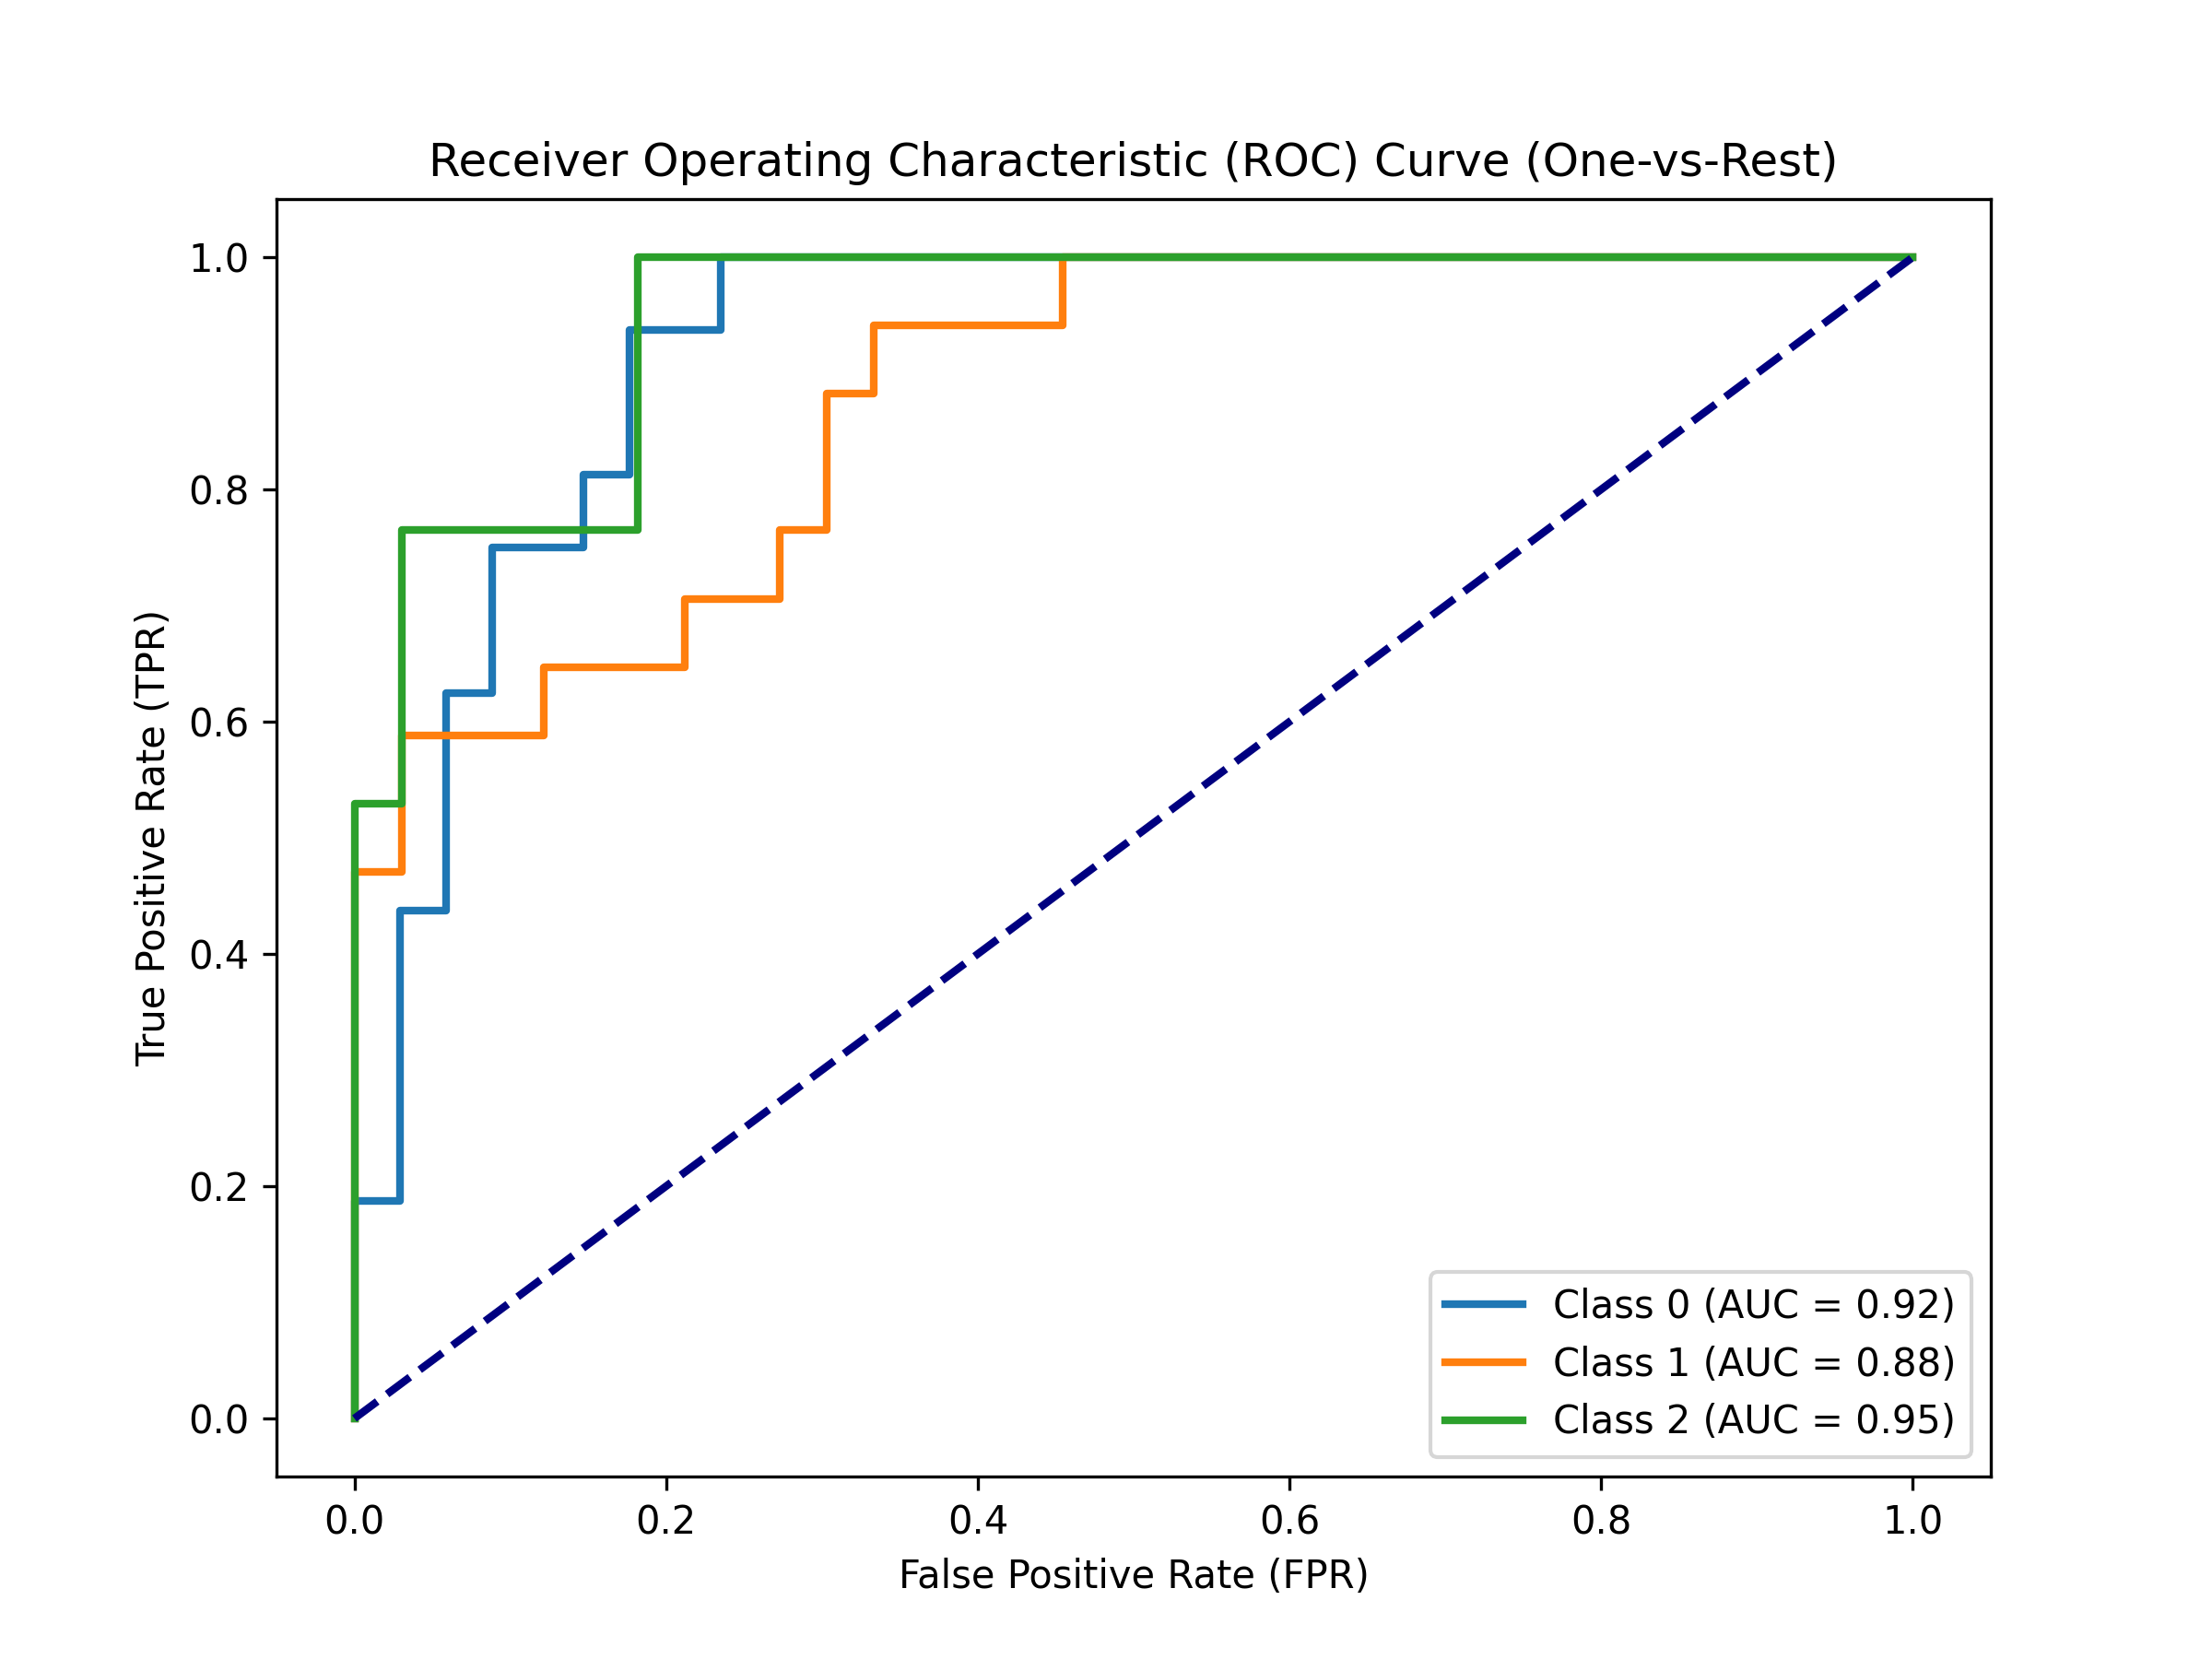 Receiver Operating Characteristic (ROC) Curve (One-vs-Rest)
True Positive Rate (TPR)
1.0
0.8
0.6
0.4
0.2
0.0
0.0 0.2 0.4 0.6 0.8 1.0
False Positive Rate (FPR)
Class 0 (AUC = 0.92)
Class 1 (AUC = 0.88)
Class 2 (AUC = 0.95)